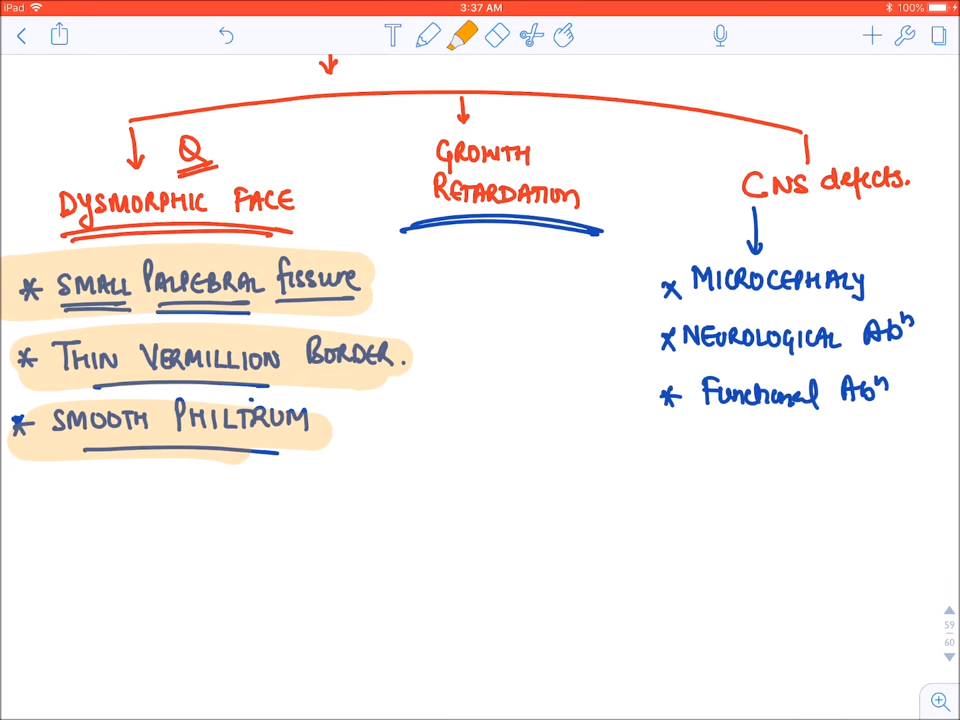 iPad
3:37 AM
100%
T
Q
DYSMORPHIC FACE
GROWTH
RETARDATION
CNS defects.
* SMALL PALPEBRAL fissure
* THIN VERMILLION BORDER.
* SMOOTH PHILTRUM
* MICROCEPHALY
* NEUROLOGICAL Abⁿ
* Functional Abⁿ
59
60